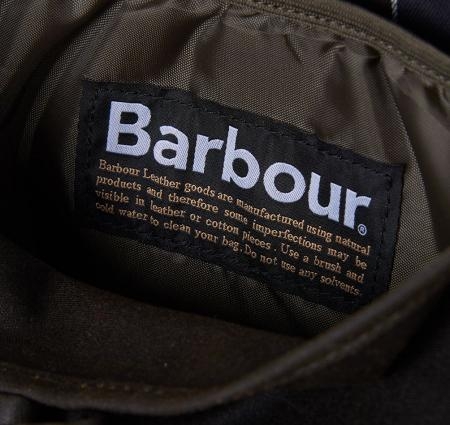 Barbour®
Barbour Leather goods are manufactured using natural
products and therefore some imperfections may be
visible in leather or cotton pieces. Use a brush and
cold water to clean your bag. Do not use any solvents.